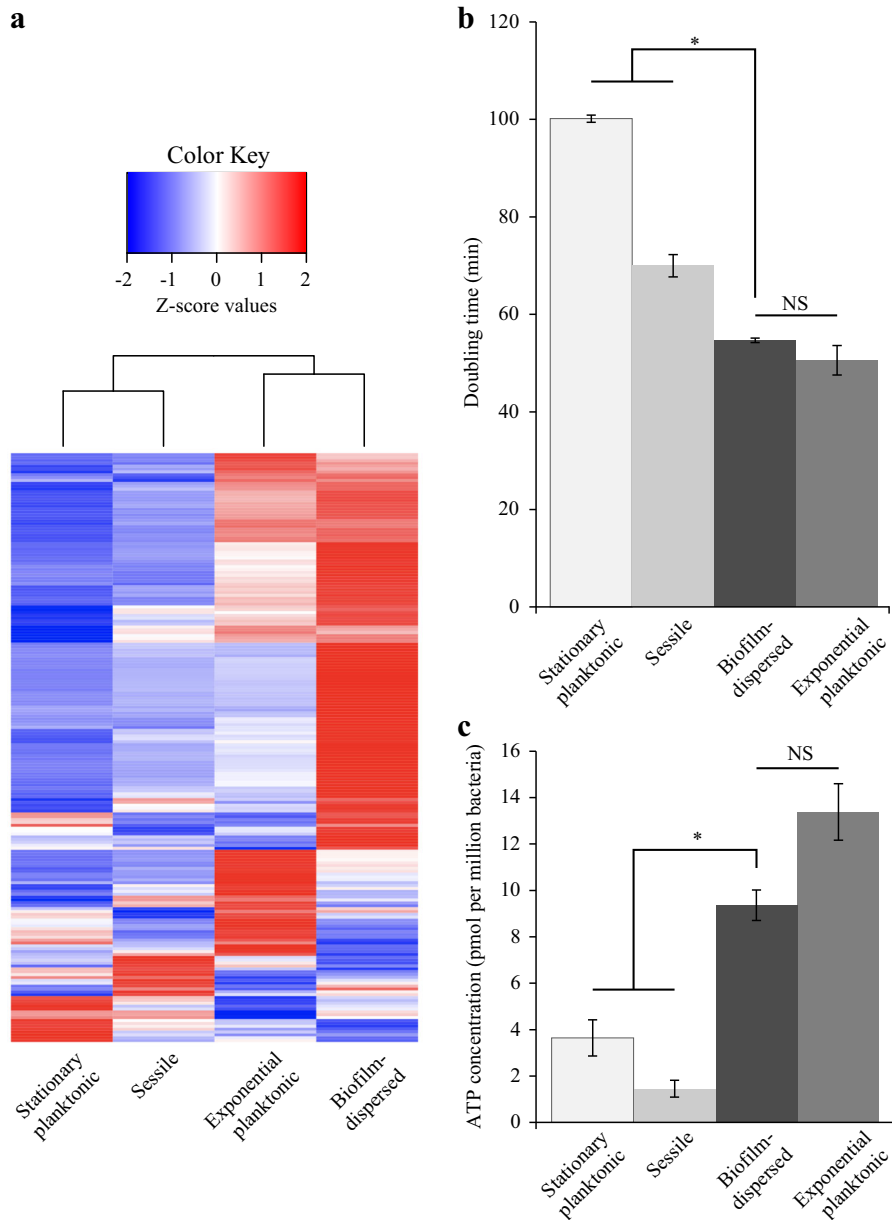 a
Color Key
-2 -1 0 1 2
Z-score values
Stationary
planktonic
Sessile
Exponential
planktonic
Biofilm-
dispersed
b
Doubling time (min)
120
100
80
60
40
20
0
*
NS
Stationary
planktonic
Sessile
Biofilm-
dispersed
Exponential
planktonic
c
ATP concentration (pmol per million bacteria)
16
14
12
10
8
6
4
2
0
*
NS
Stationary
planktonic
Sessile
Biofilm-
dispersed
Exponential
planktonic